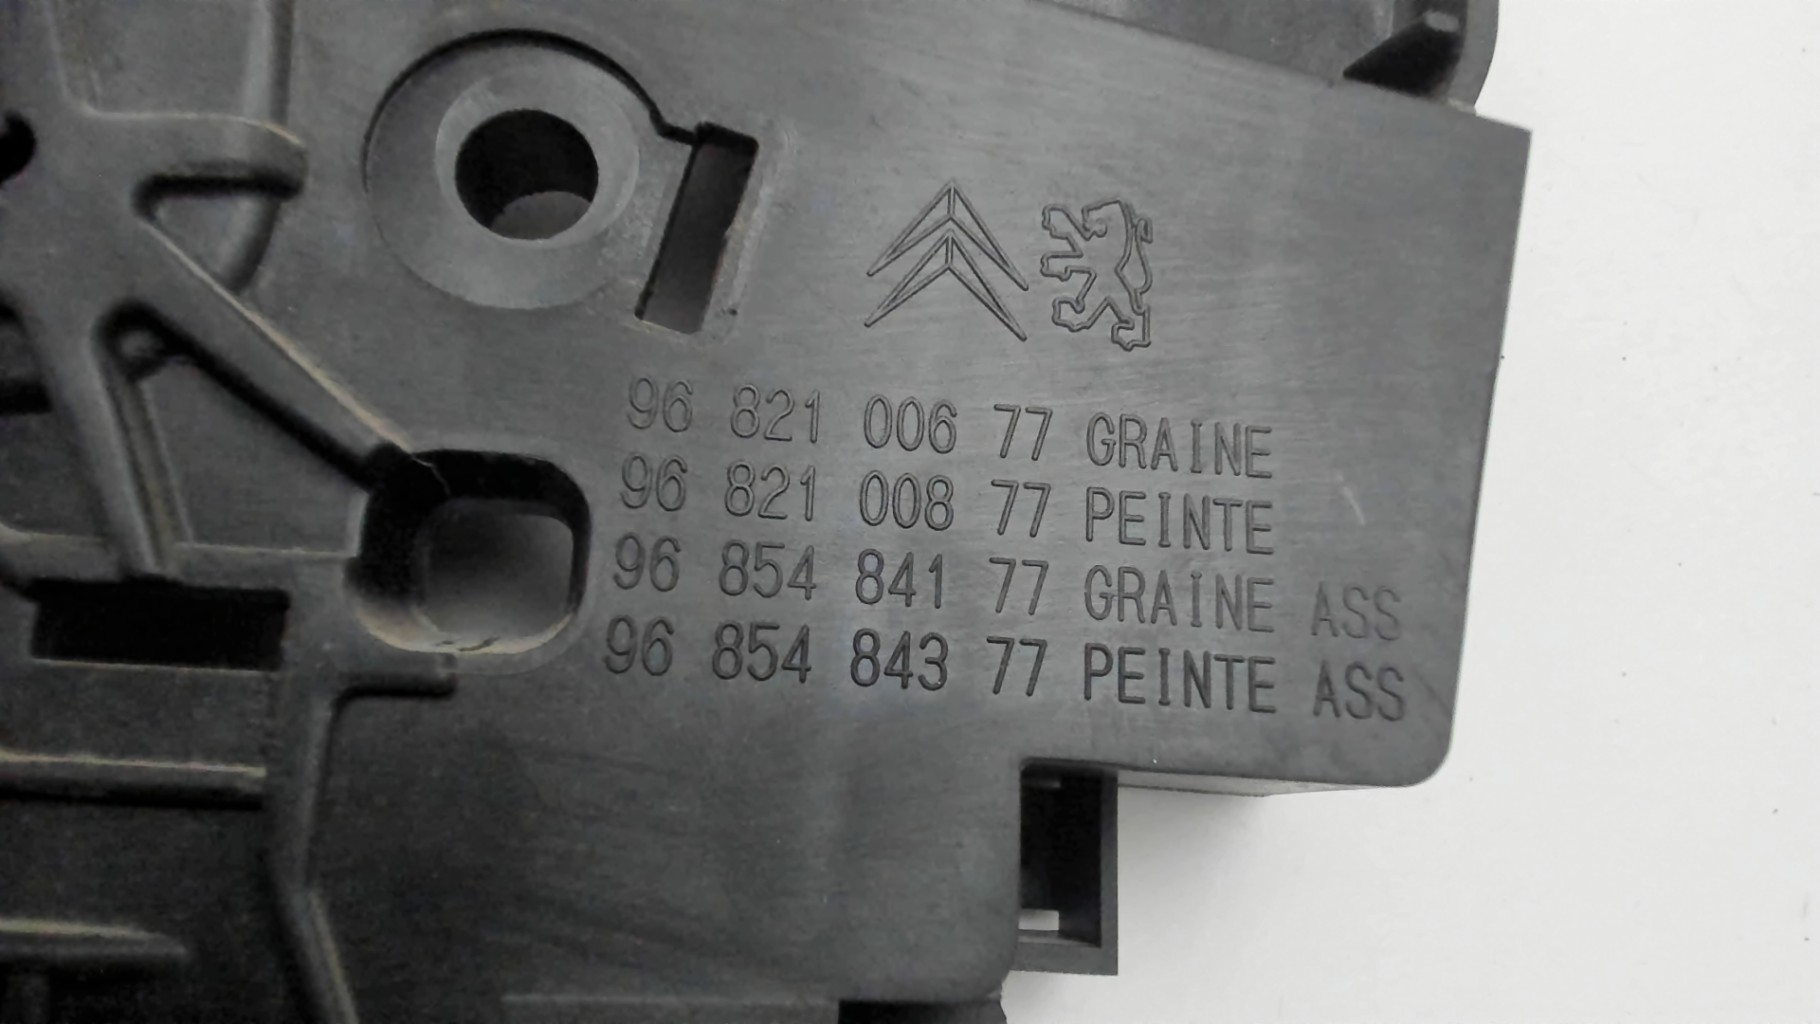 96 821 006 77 GRAINE
96 821 008 77 PEINTE
96 854 841 77 GRAINE ASS
96 854 843 77 PEINTE ASS